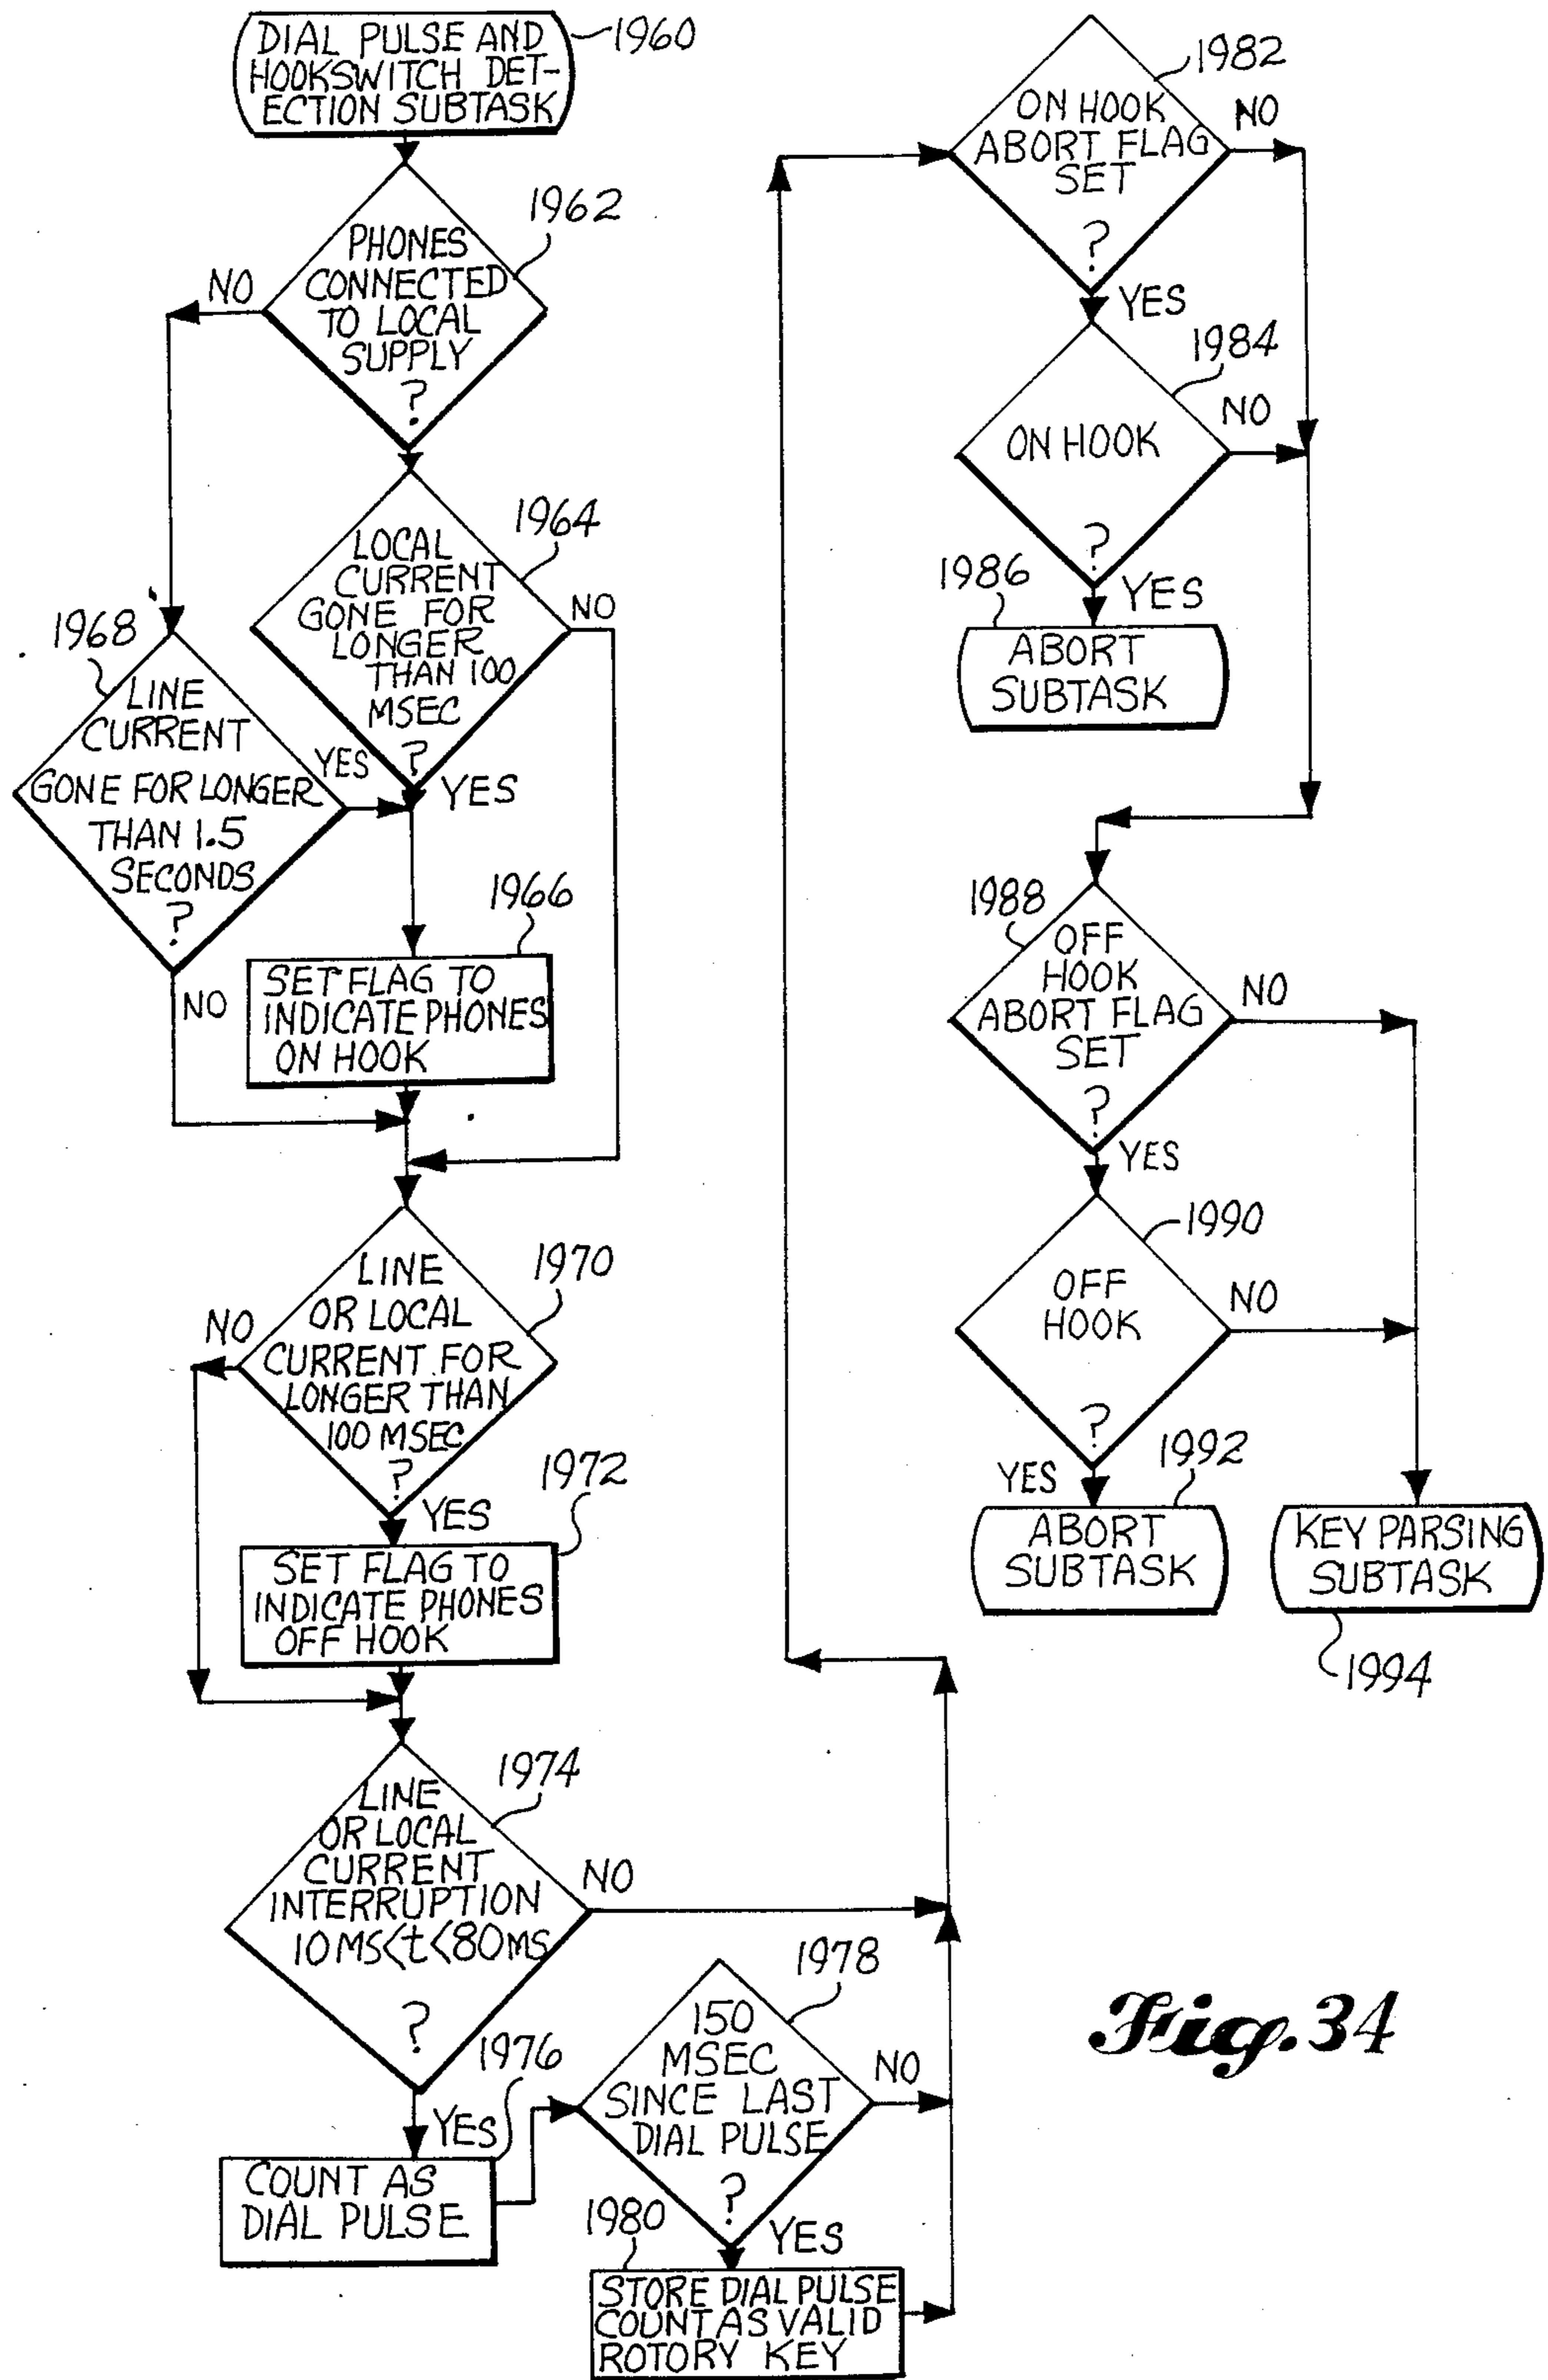 DIAL PULSE AND
HOOKSWITCH DET-
ECTION SUBTASK
1960
1962
PHONES
CONNECTED
TO LOCAL
SUPPLY
?
NO
1964
LOCAL
CURRENT
GONE FOR
LONGER
THAN 100
MSEC
?
NO
YES
1968
LINE
CURRENT
GONE FOR LONGER
THAN 1.5
SECONDS
?
YES
NO
1966
SET FLAG TO
INDICATE PHONES
ON HOOK
1970
LINE
OR LOCAL
CURRENT FOR
LONGER THAN
100 MSEC
?
NO
YES
1972
SET FLAG TO
INDICATE PHONES
OFF HOOK
1974
LINE
OR LOCAL
CURRENT
INTERRUPTION
10 MS<t<80MS
?
NO
YES
1976
COUNT AS
DIAL PULSE
1978
150
MSEC
SINCE LAST
DIAL PULSE
?
NO
YES
1980
STORE DIAL PULSE
COUNT AS VALID
ROTORY KEY
1982
ON HOOK
ABORT FLAG
SET
?
NO
YES
1984
ON HOOK
?
NO
YES
1986
ABORT
SUBTASK
1988
OFF
HOOK
ABORT FLAG
SET
?
NO
YES
1990
OFF
HOOK
?
NO
YES
1992
ABORT
SUBTASK
KEY PARSING
SUBTASK
1994
Fig. 34